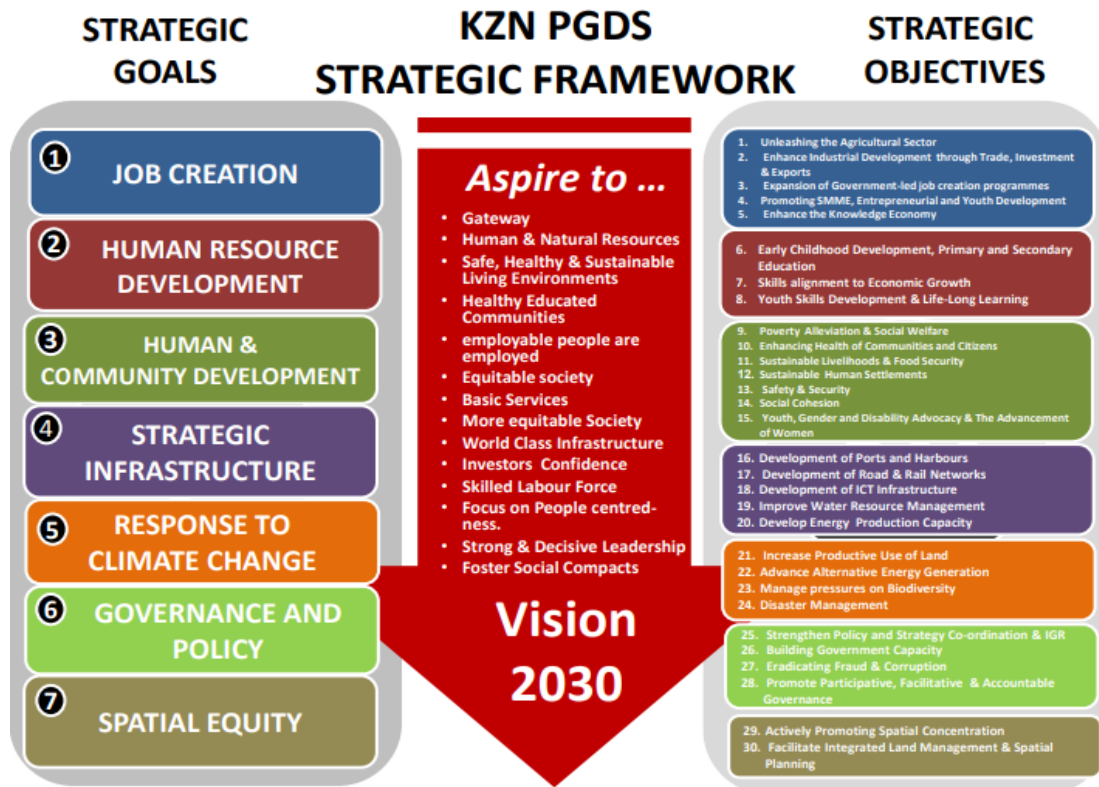 STRATEGIC
GOALS
KZN PGDS
STRATEGIC FRAMEWORK
STRATEGIC
OBJECTIVES
1
JOB CREATION
2
HUMAN RESOURCE
DEVELOPMENT
3
HUMAN &
COMMUNITY DEVELOPMENT
4
STRATEGIC
INFRASTRUCTURE
5
RESPONSE TO
CLIMATE CHANGE
6
GOVERNANCE AND
POLICY
7
SPATIAL EQUITY
Aspire to ...
• Gateway
• Human & Natural Resources
• Safe, Healthy & Sustainable
Living Environments
• Healthy Educated
Communities
• employable people are
employed
• Equitable society
• Basic Services
• More equitable Society
• World Class Infrastructure
• Investors Confidence
• Skilled Labour Force
• Focus on People centred-
ness.
• Strong & Decisive Leadership
• Foster Social Compacts
Vision
2030
1. Unleashing the Agricultural Sector
2. Enhance Industrial Development through Trade, Investment
& Exports
3. Expansion of Government-led job creation programmes
4. Promoting SMME, Entrepreneurial and Youth Development
5. Enhance the Knowledge Economy
6. Early Childhood Development, Primary and Secondary
Education
7. Skills alignment to Economic Growth
8. Youth Skills Development & Life-Long Learning
9. Poverty Alleviation & Social Welfare
10. Enhancing Health of Communities and Citizens
11. Sustainable Livelihoods & Food Security
12. Sustainable Human Settlements
13. Safety & Security
14. Social Cohesion
15. Youth, Gender and Disability Advocacy & The Advancement
of Women
16. Development of Ports and Harbours
17. Development of Road & Rail Networks
18. Development of ICT Infrastructure
19. Improve Water Resource Management
20. Develop Energy Production Capacity
21. Increase Productive Use of Land
22. Advance Alternative Energy Generation
23. Manage pressures on Biodiversity
24. Disaster Management
25. Strengthen Policy and Strategy Co-ordination & IGR
26. Building Government Capacity
27. Eradicating Fraud & Corruption
28. Promote Participative, Facilitative & Accountable
Governance
29. Actively Promoting Spatial Concentration
30. Facilitate Integrated Land Management & Spatial
Planning